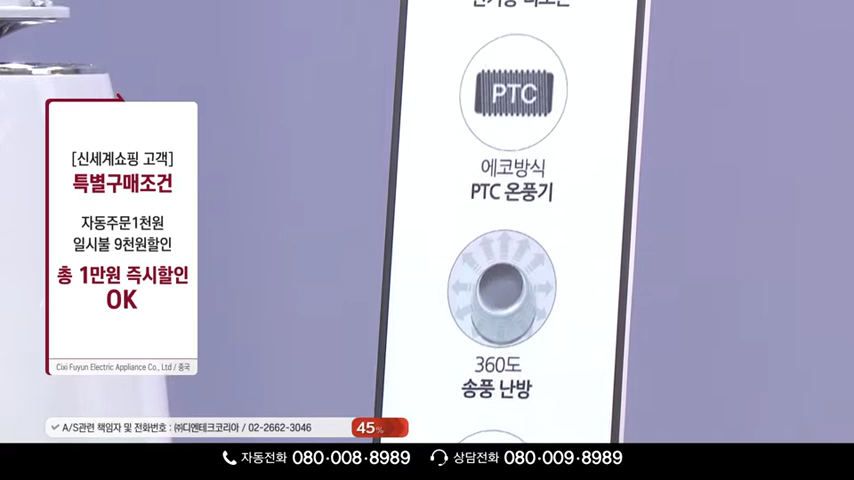 PTC
에코방식
PTC 온풍기
360도
송풍 난방
[신세계쇼핑 고객]
특별구매조건
자동주문1천원
일시불 9천원할인
총 1만원 즉시할인
OK
Cixi Fuyun Electric Appliance Co., Ltd / 중국
A/S관련 책임자 및 전화번호 : ㈜디엔테크코리아 / 02-2662-3046
45%
자동전화 080·008·8989 상담전화 080·009·8989